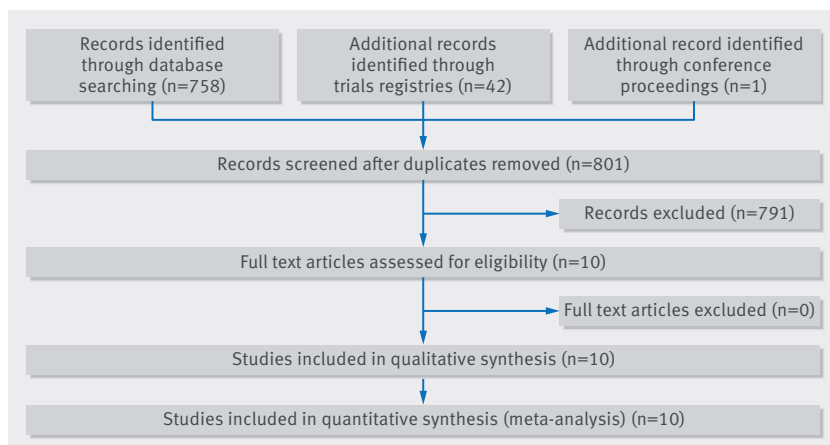 Records identified
through database
searching (n=758)
Additional records
identified through
trials registries (n=42)
Additional record identified
through conference
proceedings (n=1)
Records screened after duplicates removed (n=801)
Records excluded (n=791)
Full text articles assessed for eligibility (n=10)
Full text articles excluded (n=0)
Studies included in qualitative synthesis (n=10)
Studies included in quantitative synthesis (meta-analysis) (n=10)